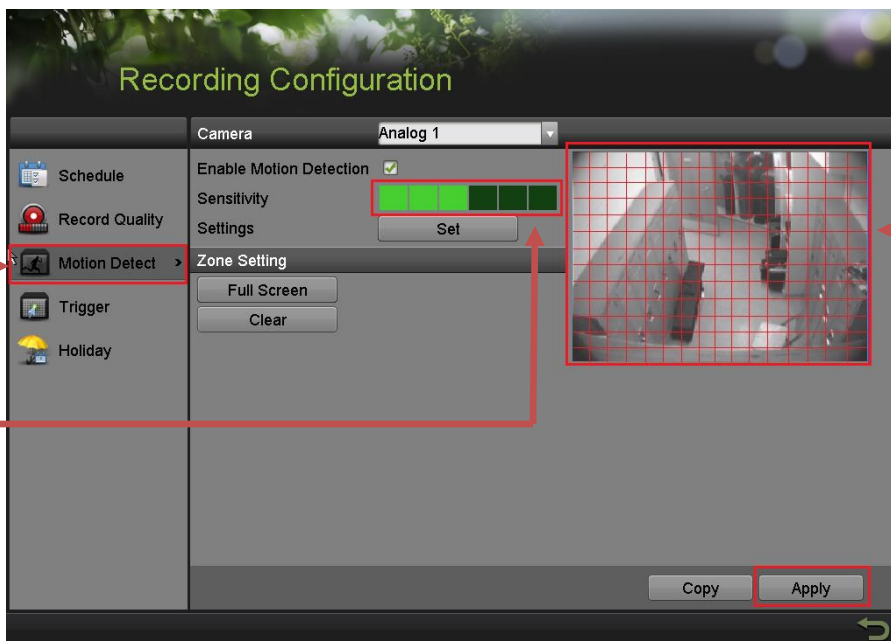 Recording Configuration
Camera Analog 1
Schedule
Record Quality
Motion Detect >
Trigger
Holiday
Enable Motion Detection
Sensitivity
Settings Set
Zone Setting
Full Screen
Clear
Copy Apply